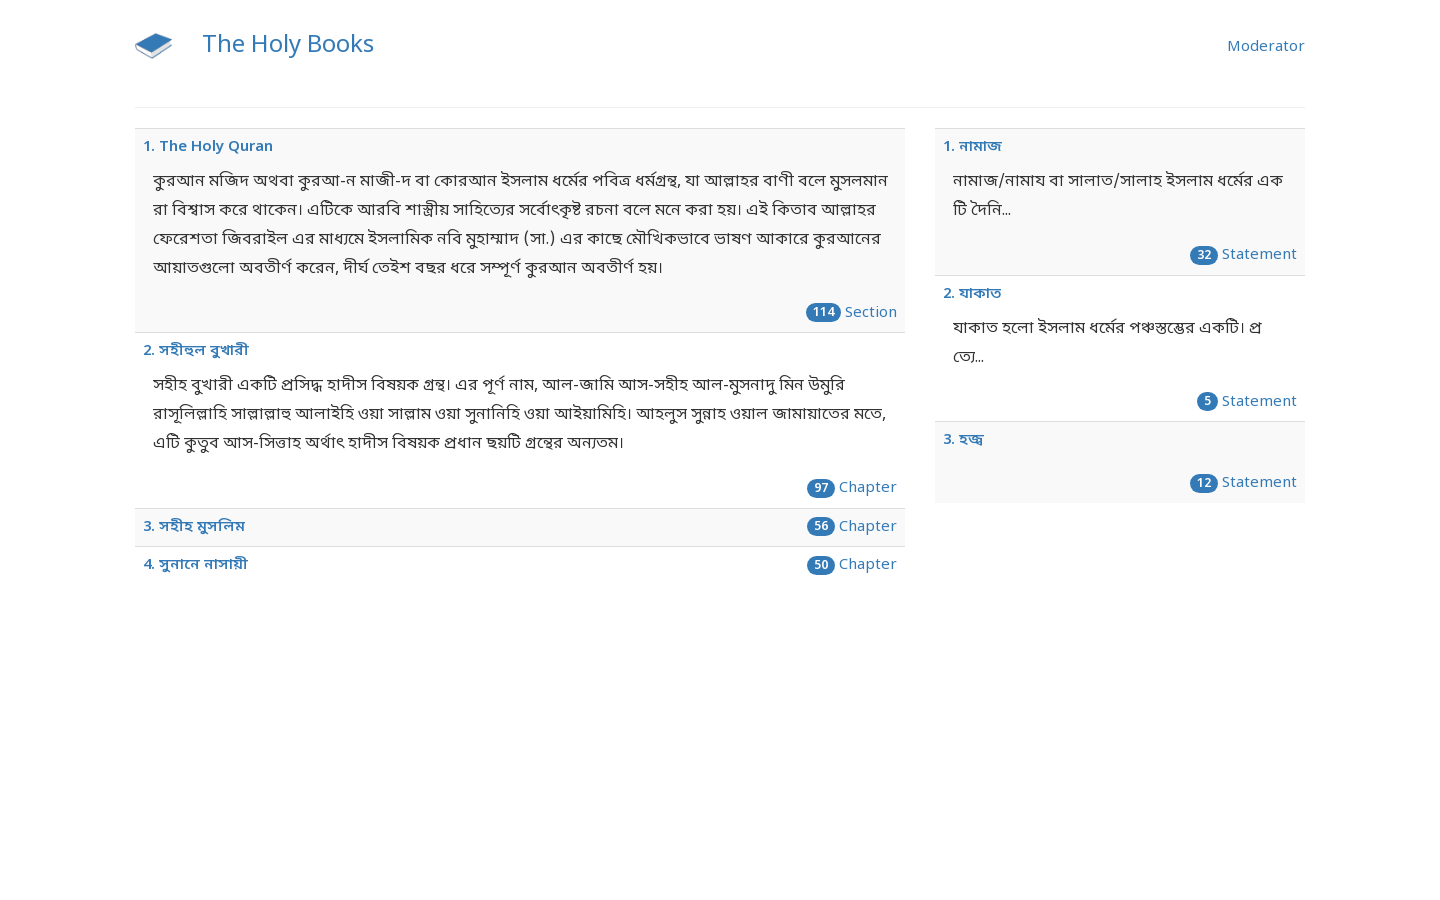 The Holy Books
Moderator
1. The Holy Quran
কুরআন মজিদ অথবা কুরআ-ন মাজী-দ বা কোরআন ইসলাম ধর্মের পবিত্র ধর্মগ্রন্থ, যা আল্লাহর বাণী বলে মুসলমান
রা বিশ্বাস করে থাকেন। এটিকে আরবি শাস্ত্রীয় সাহিত্যের সর্বোৎকৃষ্ট রচনা বলে মনে করা হয়। এই কিতাব আল্লাহর
ফেরেশতা জিবরাইল এর মাধ্যমে ইসলামিক নবি মুহাম্মাদ (সা.) এর কাছে মৌখিকভাবে ভাষণ আকারে কুরআনের
আয়াতগুলো অবতীর্ণ করেন, দীর্ঘ তেইশ বছর ধরে সম্পূর্ণ কুরআন অবতীর্ণ হয়।
114 Section
2. সহীহুল বুখারী
সহীহ বুখারী একটি প্রসিদ্ধ হাদীস বিষয়ক গ্রন্থ। এর পূর্ণ নাম, আল-জামি আস-সহীহ আল-মুসনাদু মিন উমুরি
রাসূলিল্লাহি সাল্লাল্লাহু আলাইহি ওয়া সাল্লাম ওয়া সুনানিহি ওয়া আইয়ামিহি। আহলুস সুন্নাহ ওয়াল জামায়াতের মতে,
এটি কুতুব আস-সিত্তাহ অর্থাৎ হাদীস বিষয়ক প্রধান ছয়টি গ্রন্থের অন্যতম।
97 Chapter
3. সহীহ মুসলিম
56 Chapter
4. সুনানে নাসায়ী
50 Chapter
1. নামাজ
নামাজ/নামায বা সালাত/সালাহ ইসলাম ধর্মের এক
টি দৈনি...
32 Statement
2. যাকাত
যাকাত হলো ইসলাম ধর্মের পঞ্চস্তম্ভের একটি। প্র
ত্যে...
5 Statement
3. হজ্ব
12 Statement